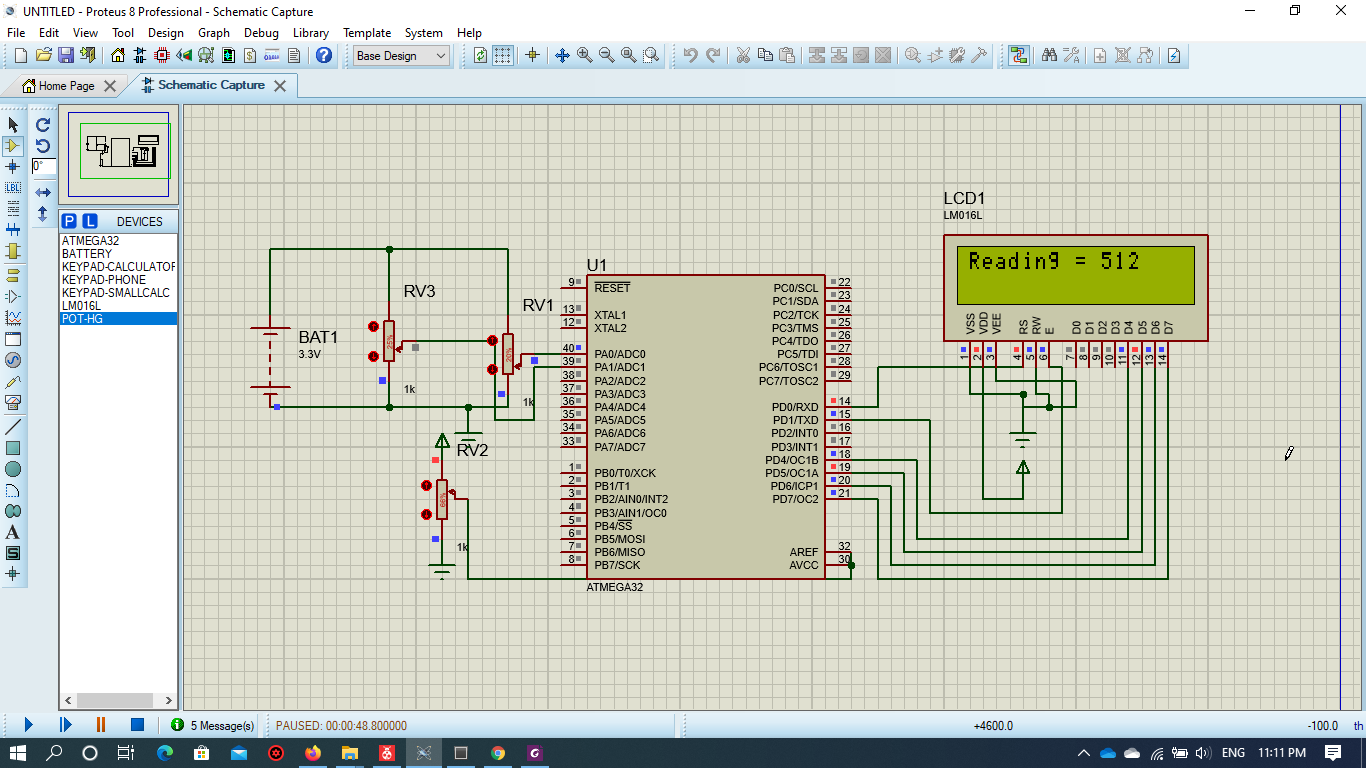 UNTITLED - Proteus 8 Professional - Schematic Capture
File Edit View Tool Design Graph Debug Library Template System Help
Base Design
Home Page
Schematic Capture
0°
LBL
A
S
P L DEVICES
ATMEGA32
BATTERY
KEYPAD-CALCULATOR
KEYPAD-PHONE
KEYPAD-SMALLCALC
LM016L
POT-HG
BAT1
3.3V
RV3
25%
1k
RV1
20%
1k
RV2
66%
1k
U1
9 RESET
13 XTAL1
12 XTAL2
40 PA0/ADC0
39 PA1/ADC1
38 PA2/ADC2
37 PA3/ADC3
36 PA4/ADC4
35 PA5/ADC5
34 PA6/ADC6
33 PA7/ADC7
1 PB0/T0/XCK
2 PB1/T1
3 PB2/AIN0/INT2
4 PB3/AIN1/OC0
5 PB4/SS
6 PB5/MOSI
7 PB6/MISO
8 PB7/SCK
PC0/SCL 22
PC1/SDA 23
PC2/TCK 24
PC3/TMS 25
PC4/TDO 26
PC5/TDI 27
PC6/TOSC1 28
PC7/TOSC2 29
PD0/RXD 14
PD1/TXD 15
PD2/INT0 16
PD3/INT1 17
PD4/OC1B 18
PD5/OC1A 19
PD6/ICP1 20
PD7/OC2 21
AREF 32
AVCC 30
ATMEGA32
LCD1
LM016L
Reading = 512
VSS VDD VEE RS RW E D0 D1 D2 D3 D4 D5 D6 D7
1 2 3 4 5 6 7 8 9 10 11 12 13 14
5 Message(s)
PAUSED: 00:00:48.800000
+4600.0
-100.0
th
ENG
11:11 PM